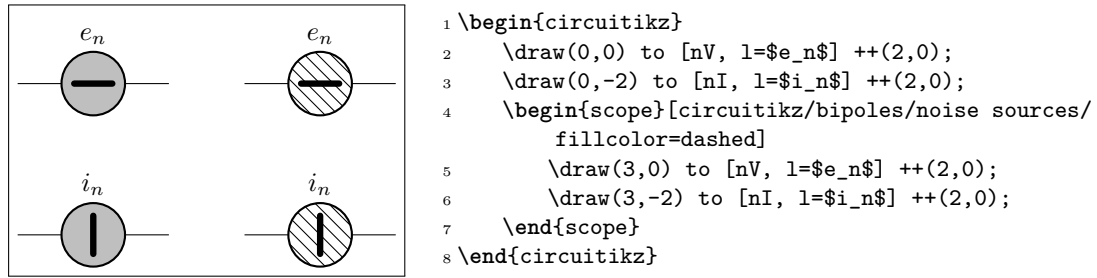 e_n e_n
i_n i_n
1 \begin{circuitikz}
2 \draw(0,0) to [nV, l=$e_n$] ++(2,0);
3 \draw(0,-2) to [nI, l=$i_n$] ++(2,0);
4 \begin{scope}[circuitikz/bipoles/noise sources/
fillcolor=dashed]
5 \draw(3,0) to [nV, l=$e_n$] ++(2,0);
6 \draw(3,-2) to [nI, l=$i_n$] ++(2,0);
7 \end{scope}
8 \end{circuitikz}